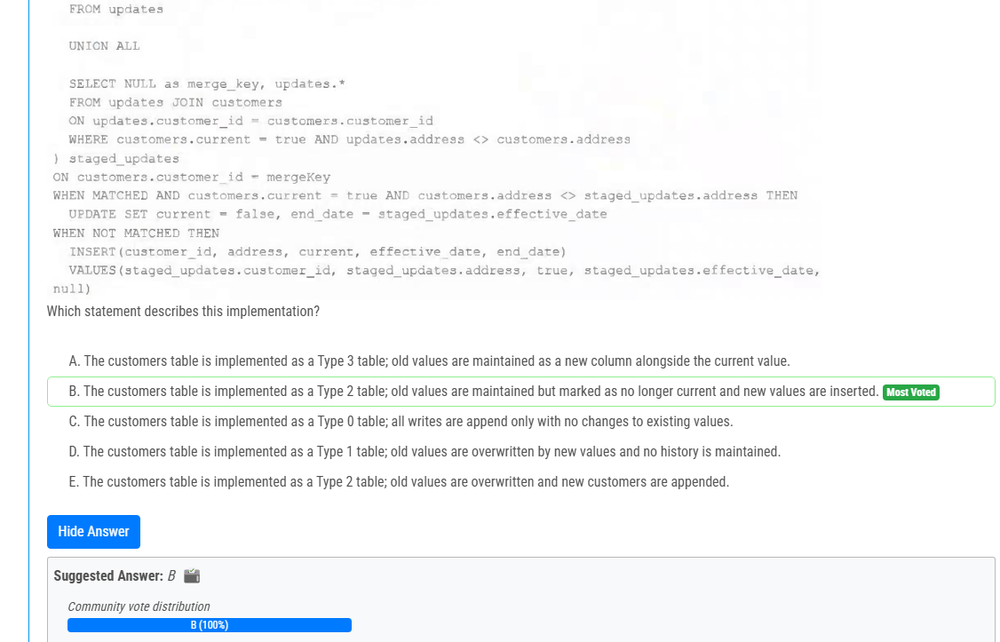 FROM updates
UNION ALL
SELECT NULL as merge_key, updates.*
FROM updates JOIN customers
ON updates.customer_id = customers.customer_id
WHERE customers.current = true AND updates.address <> customers.address
) staged_updates
ON customers.customer_id = mergeKey
WHEN MATCHED AND customers.current = true AND customers.address <> staged_updates.address THEN
UPDATE SET current = false, end_date = staged_updates.effective_date
WHEN NOT MATCHED THEN
INSERT(customer_id, address, current, effective_date, end_date)
VALUES(staged_updates.customer_id, staged_updates.address, true, staged_updates.effective_date,
null)
Which statement describes this implementation?
A. The customers table is implemented as a Type 3 table; old values are maintained as a new column alongside the current value.
B. The customers table is implemented as a Type 2 table; old values are maintained but marked as no longer current and new values are inserted. Most Voted
C. The customers table is implemented as a Type 0 table; all writes are append only with no changes to existing values.
D. The customers table is implemented as a Type 1 table; old values are overwritten by new values and no history is maintained.
E. The customers table is implemented as a Type 2 table; old values are overwritten and new customers are appended.
Hide Answer
Suggested Answer: B
Community vote distribution
B (100%)